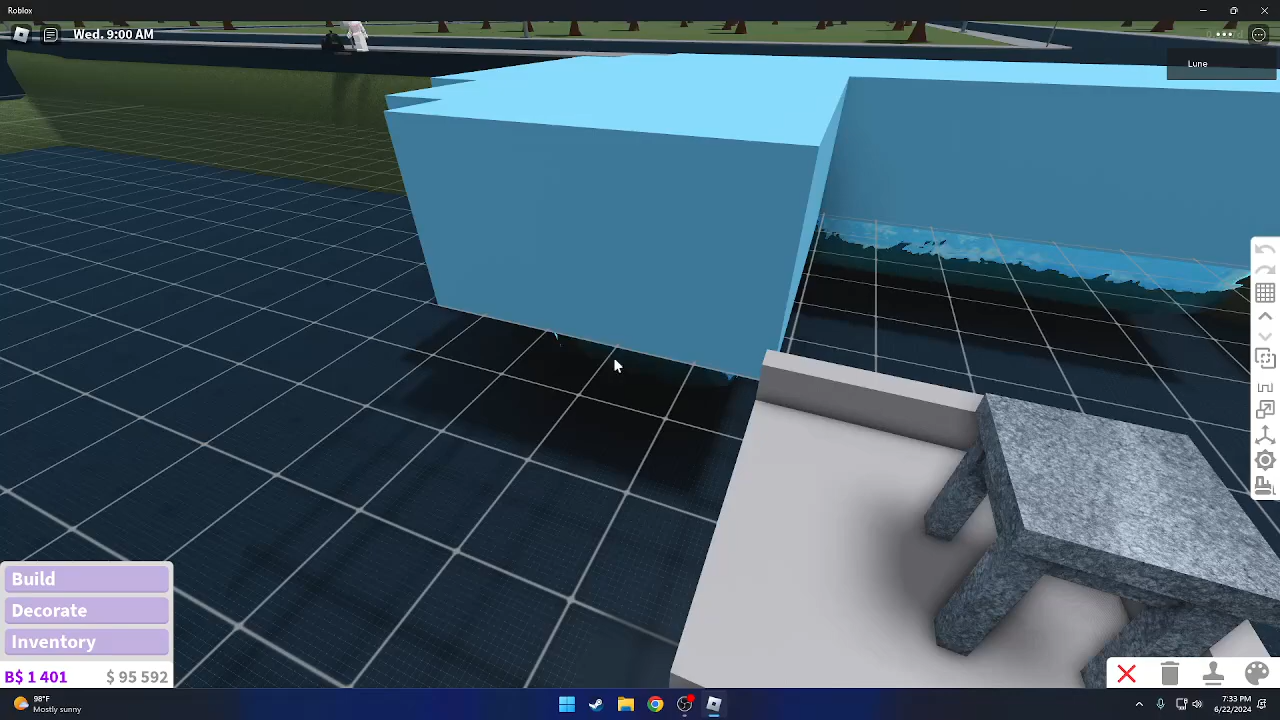 Roblox
Wed. 9:00 AM
Lune
Build
Decorate
Inventory
B$ 1 401
$ 95 592
98°F
Mostly sunny
7:33 PM
6/22/2024